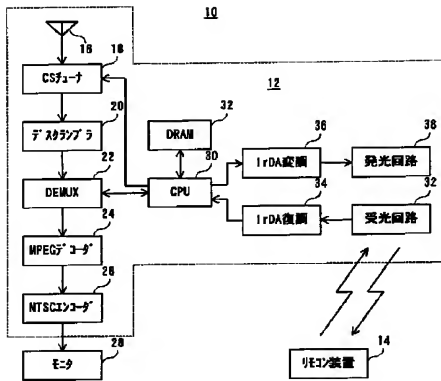 10
16
18
CSチューナ
12
20
デスクランブラ
32
DRAM
36
38
IrDA変調
発光回路
22
30
DEMUX
CPU
34
32
IrDA復調
受光回路
24
MPEGデコーダ
26
NTSCエンコーダ
28
モニタ
14
リモコン装置